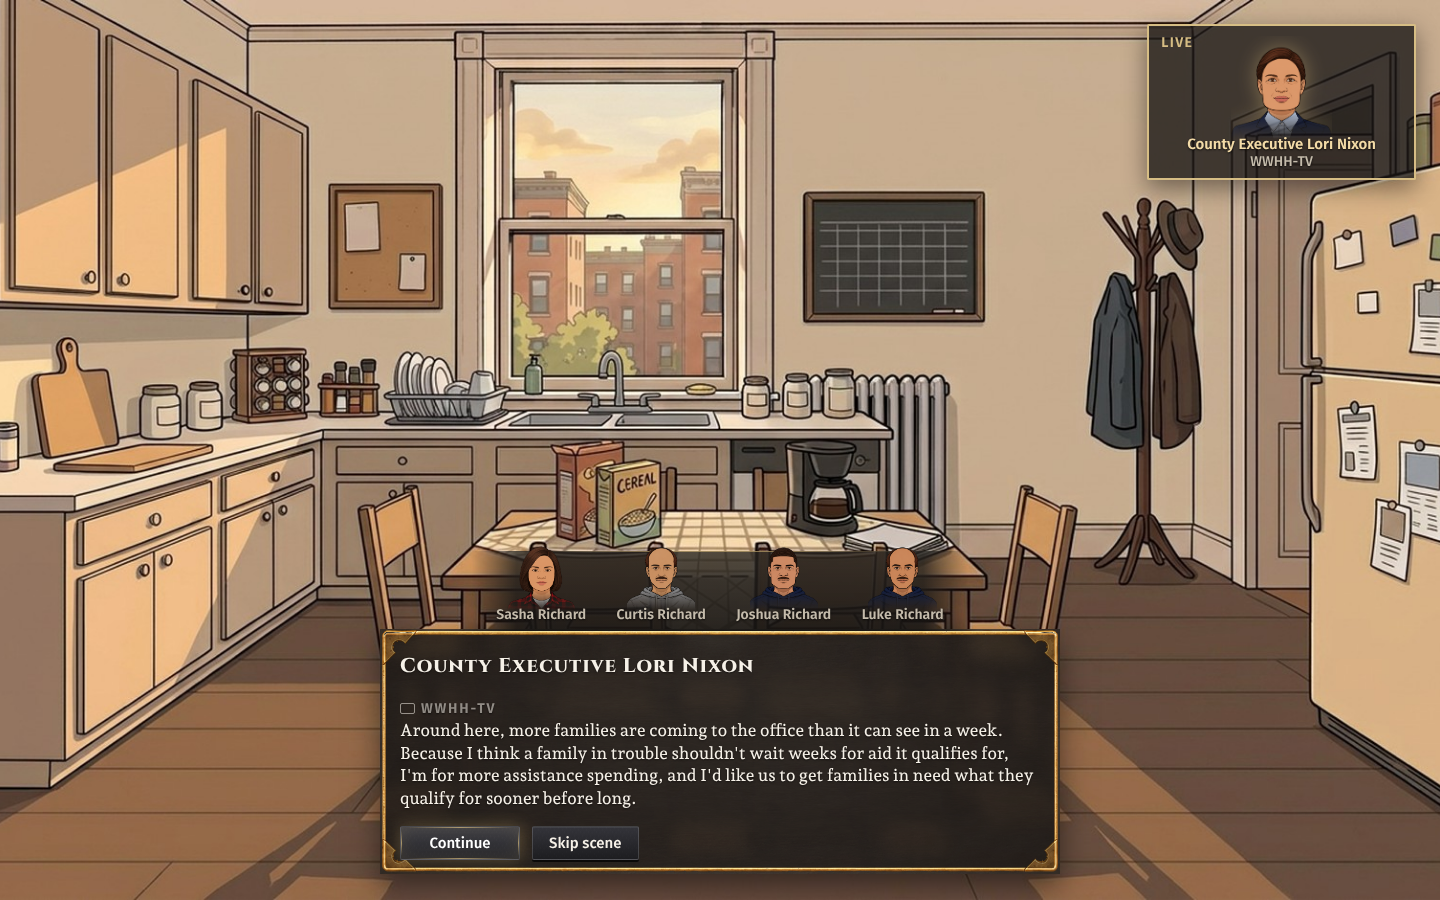 LIVE
County Executive Lori Nixon
WWHH-TV
CEREAL
Sasha Richard
Curtis Richard
Joshua Richard
Luke Richard
County Executive Lori Nixon
WWHH-TV
Around here, more families are coming to the office than it can see in a week.
Because I think a family in trouble shouldn't wait weeks for aid it qualifies for,
I'm for more assistance spending, and I'd like us to get families in need what they
qualify for sooner before long.
Continue
Skip scene